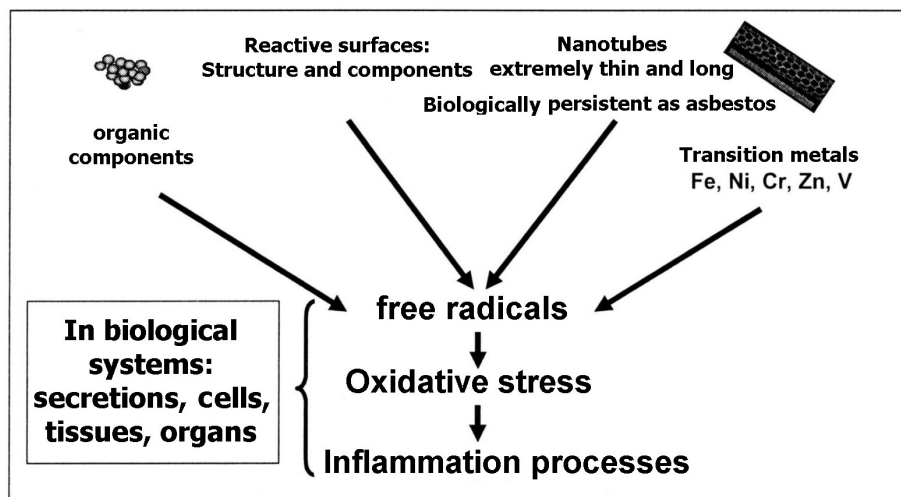 Reactive surfaces:
Structure and components
Nanotubes
extremely thin and long
Biologically persistent as asbestos
organic
components
Transition metals
Fe, Ni, Cr, Zn, V
free radicals
Oxidative stress
Inflammation processes
In biological
systems:
secretions, cells,
tissues, organs